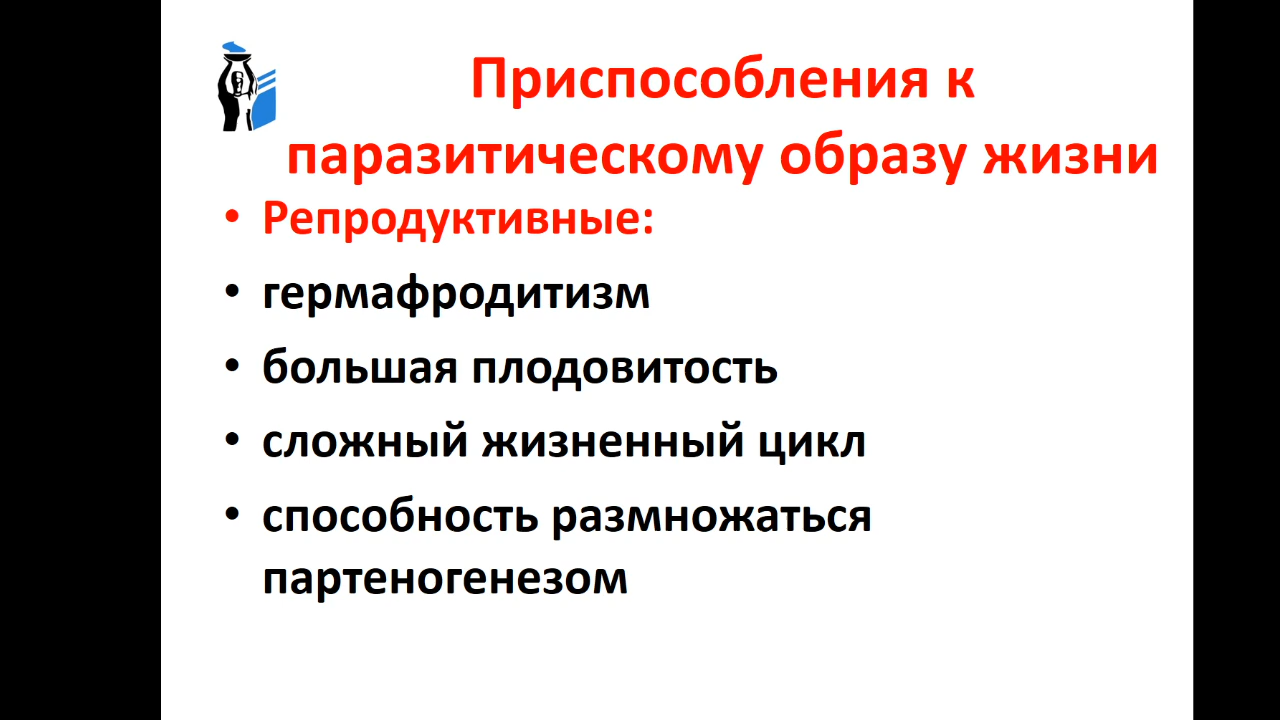 Приспособления к
паразитическому образу жизни
• Репродуктивные:
• гермафродитизм
• большая плодовитость
• сложный жизненный цикл
• способность размножаться
партеногенезом